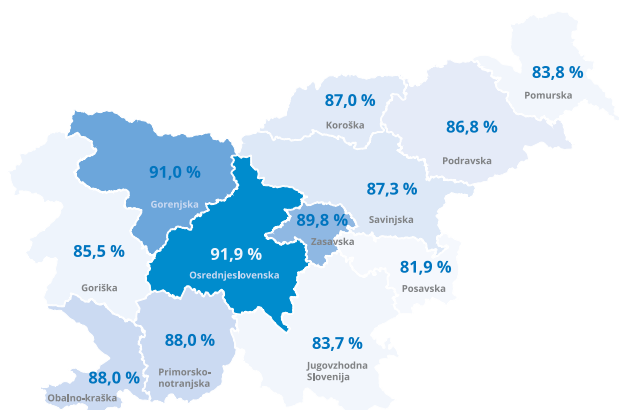 83,8 %
Pomurska
87,0 %
Koroška
86,8 %
Podravska
91,0 %
Gorenjska
87,3 %
Savinjska
89,8 %
Zasavska
85,5 %
Goriška
91,9 %
Osrednjeslovenska
81,9 %
Posavska
88,0 %
Primorsko-
notranjska
83,7 %
Jugovzhodna
Slovenija
88,0 %
Obalno-kraška